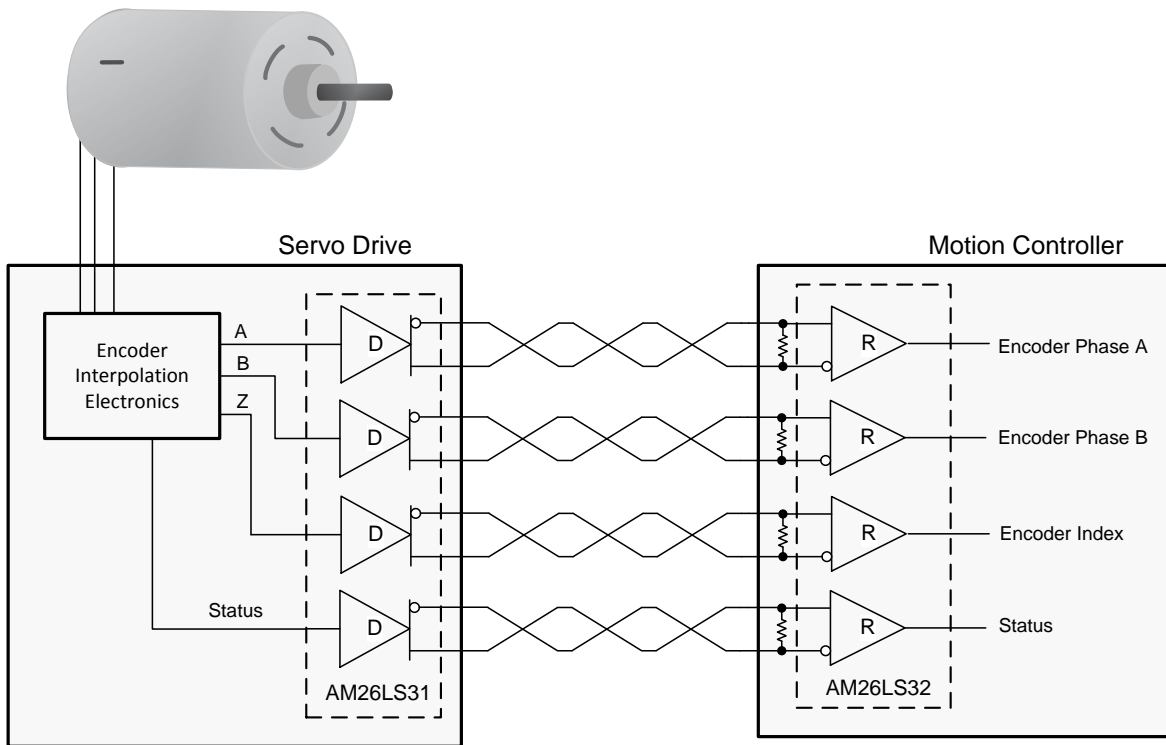 Servo Drive
Motion Controller
Encoder
Interpolation
Electronics
A
B
Z
Status
D
D
D
D
AM26LS31
R
R
R
R
AM26LS32
Encoder Phase A
Encoder Phase B
Encoder Index
Status